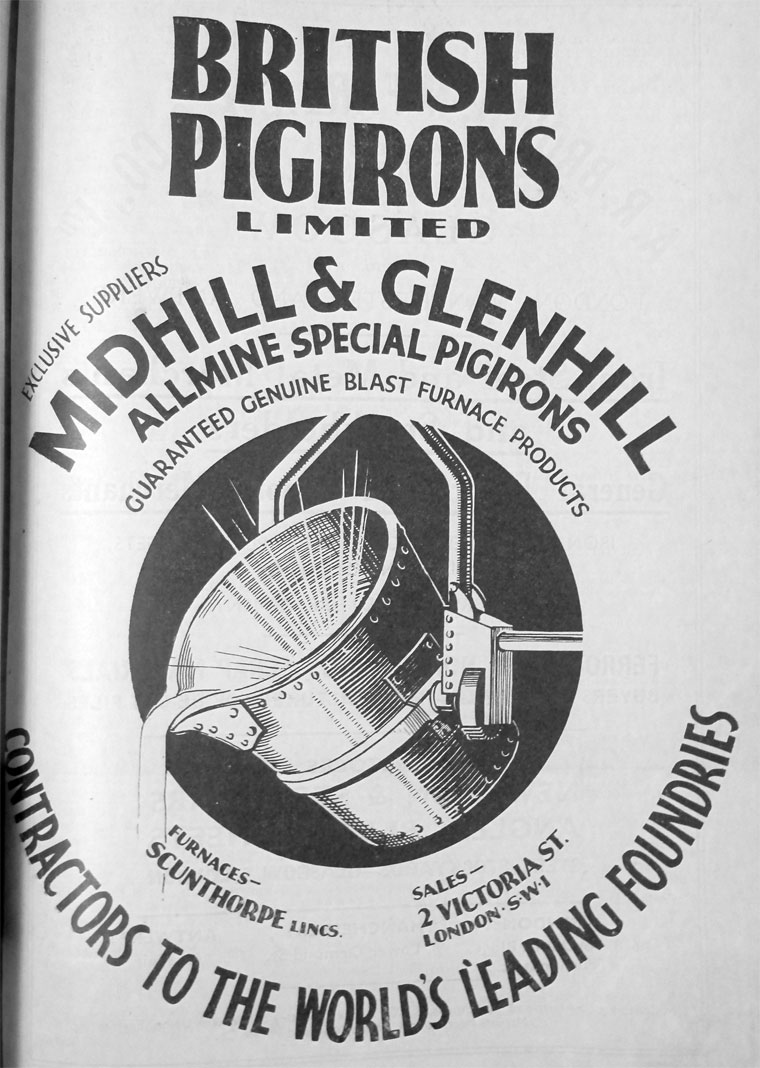 BRITISH
PIGIRONS
LIMITED
EXCLUSIVE SUPPLIERS
MIDHILL & GLENHILL
ALLMINE SPECIAL PIGIRONS
GUARANTEED GENUINE BLAST FURNACE PRODUCTS
FURNACES—
SCUNTHORPE LINCS.
SALES—
2 VICTORIA ST.
LONDON·S·W·1
CONTRACTORS TO THE WORLD'S LEADING FOUNDRIES